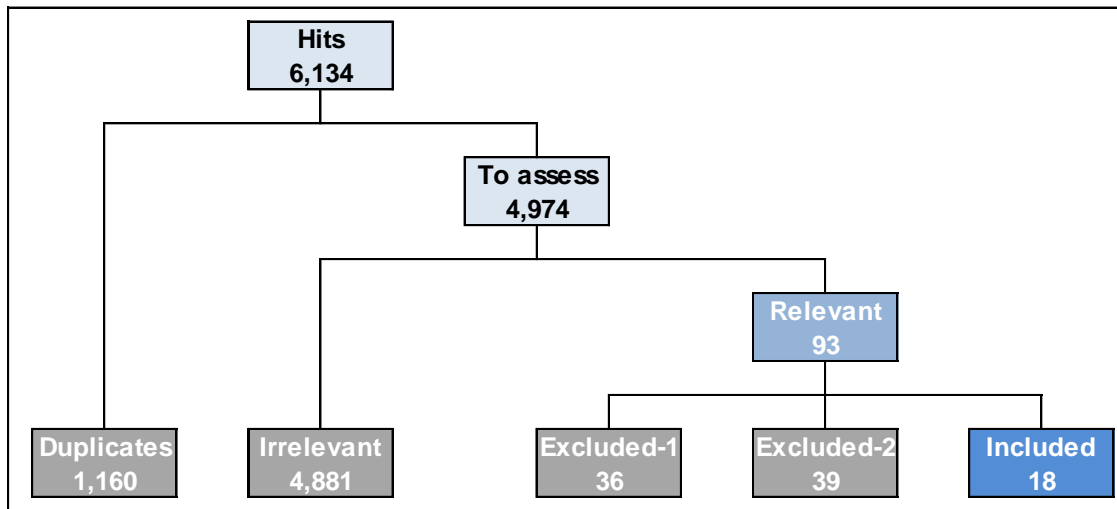 Hits
6,134
To assess
4,974
Relevant
93
Duplicates
1,160
Irrelevant
4,881
Excluded-1
36
Excluded-2
39
Included
18